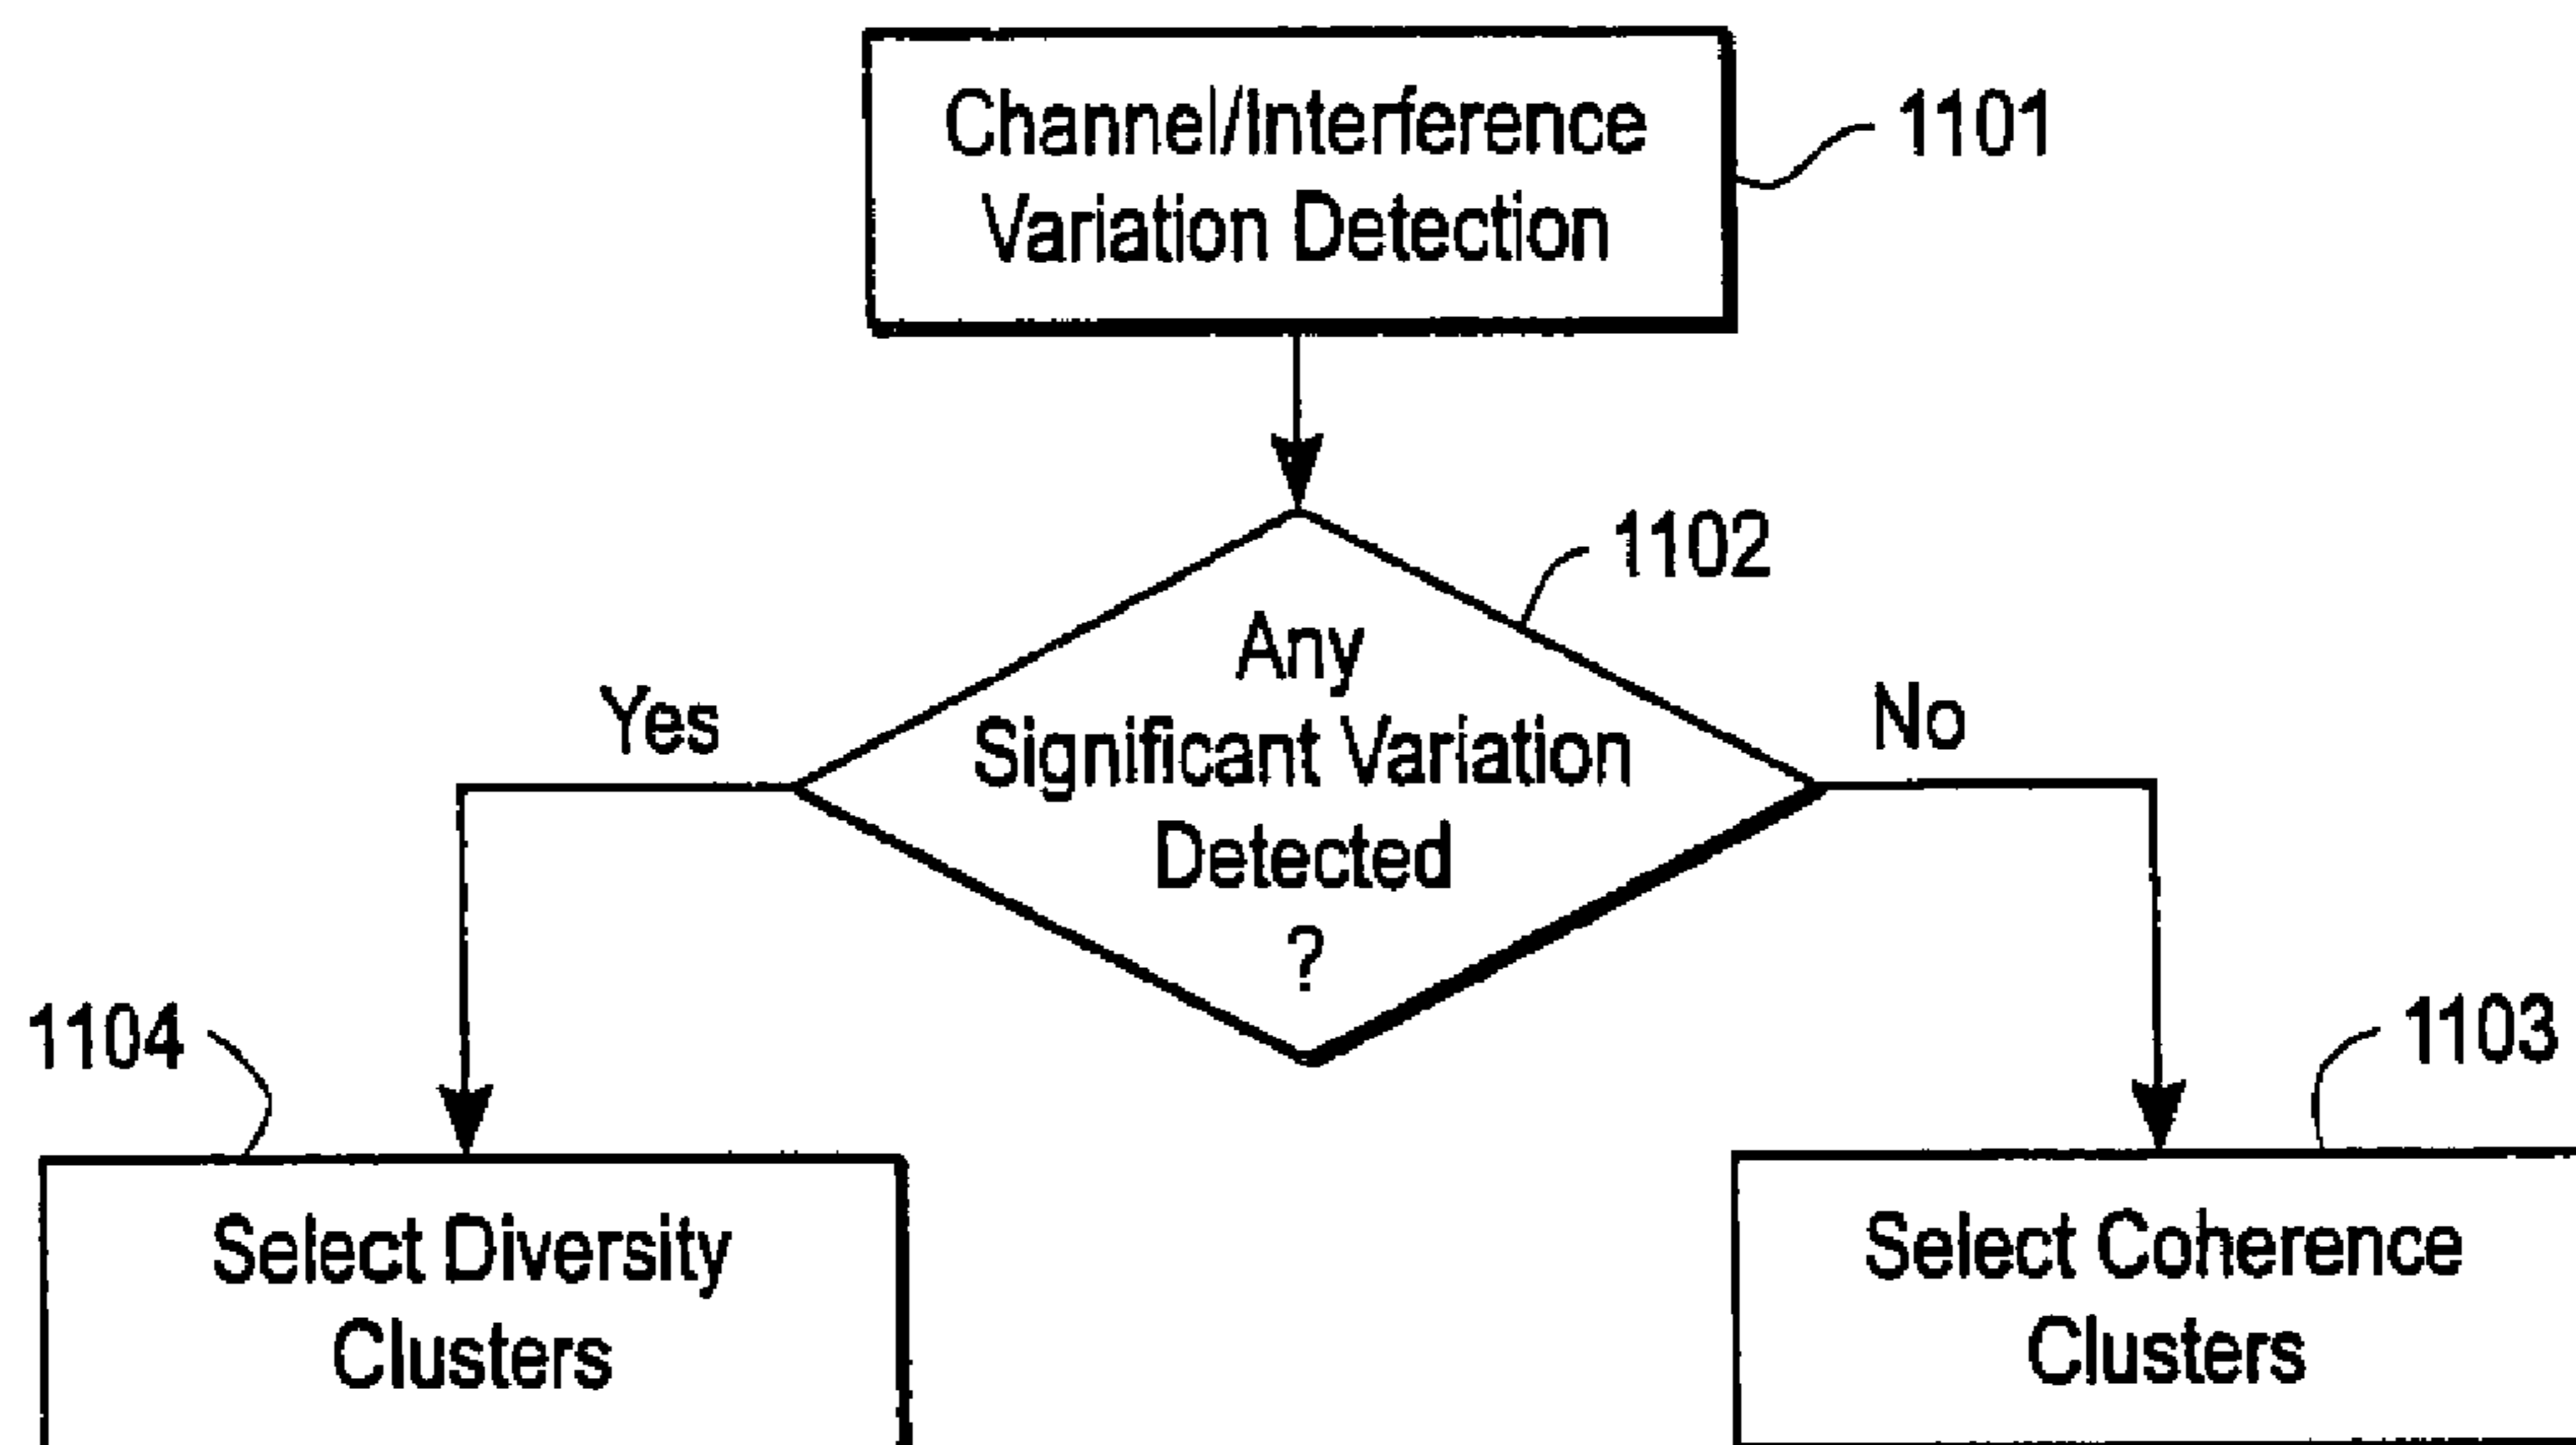 Channel/Interference
Variation Detection
1101
1102
Any
Significant Variation
Detected
?
Yes
No
1104
1103
Select Diversity
Clusters
Select Coherence
Clusters